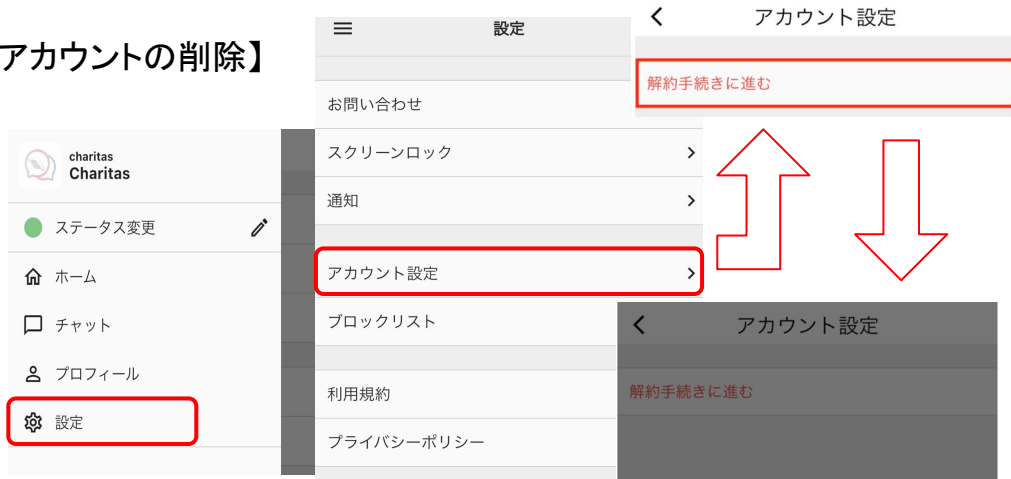 アカウントの削除】
charitas
Charitas
ステータス変更
ホーム
チャット
プロフィール
設定
設定
お問い合わせ
スクリーンロック
通知
アカウント設定
ブロックリスト
利用規約
プライバシーポリシー
アカウント設定
解約手続きに進む
アカウント設定
解約手続きに進む